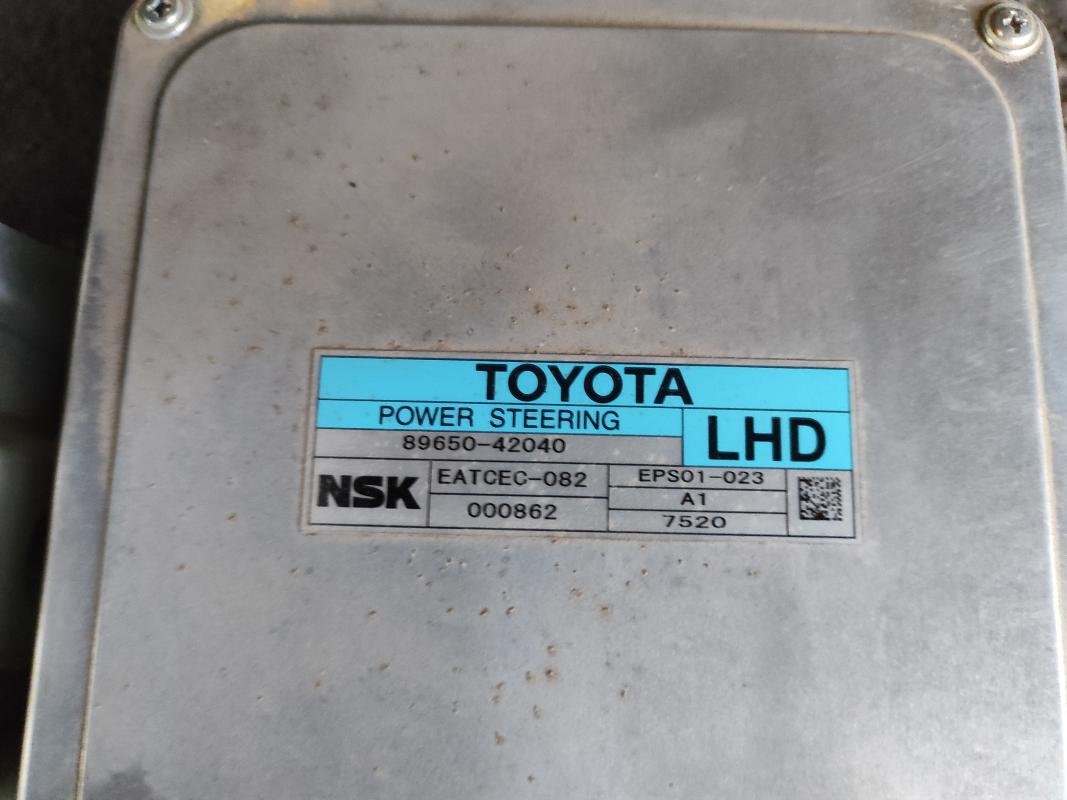 TOYOTA
POWER STEERING
LHD
89650-42040
NSK
EATCEC-082
EPS01-023
A1
000862
7520